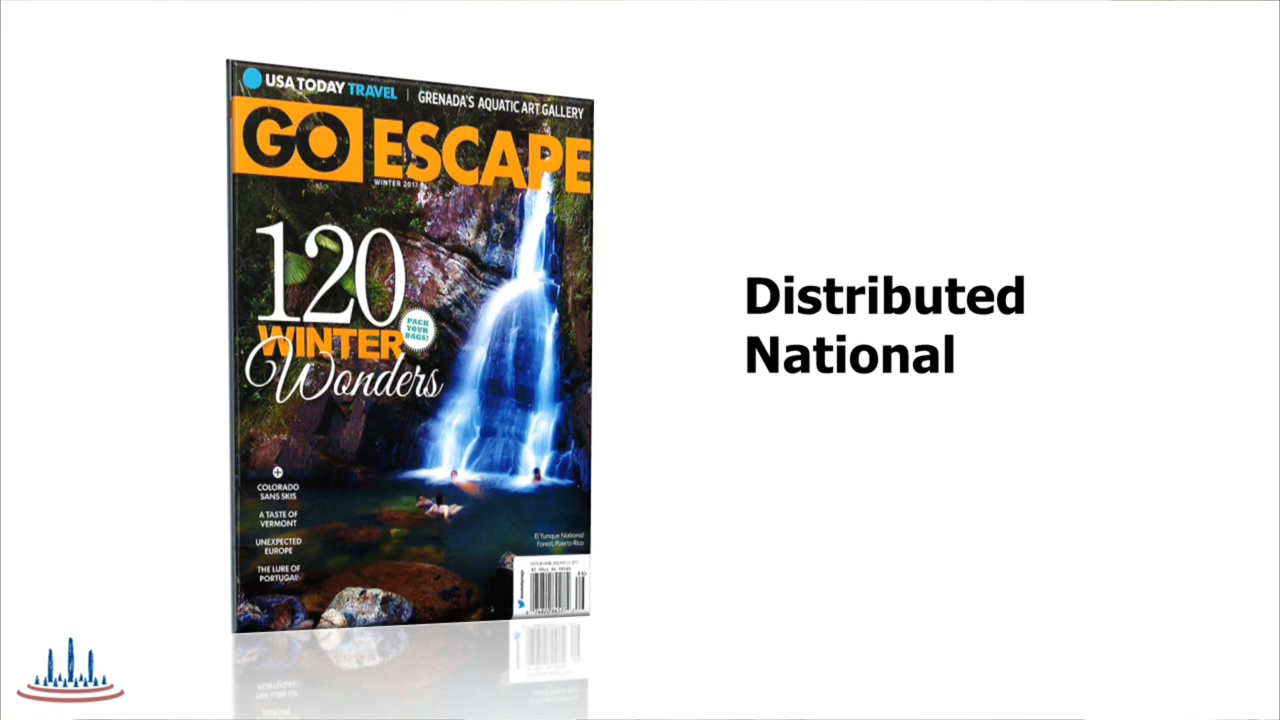 USA TODAY TRAVEL | GRENADA'S AQUATIC ART GALLERY
GO ESCAPE
WINTER 2017
120
WINTER
Wonders
PACK
YOUR
BAGS!
COLORADO
SANS SKIS
A TASTE OF
VERMONT
UNEXPECTED
EUROPE
THE LURE OF
PORTUGAL
El Yunque National
Forest, Puerto Rico
Distributed
National